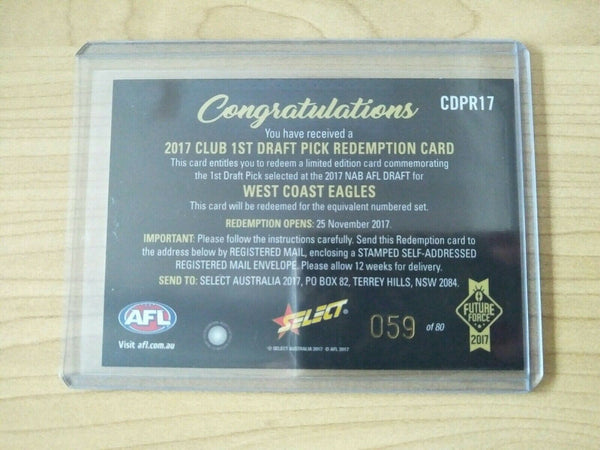 Congratulations
CDPR17
You have received a
2017 CLUB 1ST DRAFT PICK REDEMPTION CARD
This card entitles you to redeem a limited edition card commemorating
the 1st Draft Pick selected at the 2017 NAB AFL DRAFT for
WEST COAST EAGLES
This card will be redeemed for the equivalent numbered set.
REDEMPTION OPENS: 25 November 2017.
IMPORTANT: Please follow the instructions carefully. Send this Redemption card to
the address below by REGISTERED MAIL, enclosing a STAMPED SELF-ADDRESSED
REGISTERED MAIL ENVELOPE. Please allow 12 weeks for delivery.
SEND TO: SELECT AUSTRALIA 2017, PO BOX 82, TERREY HILLS, NSW 2084.
AFL
Visit afl.com.au
SELECT
© SELECT AUSTRALIA 2017 © AFL 2017
059 of 80
FUTURE
FORCE
2017